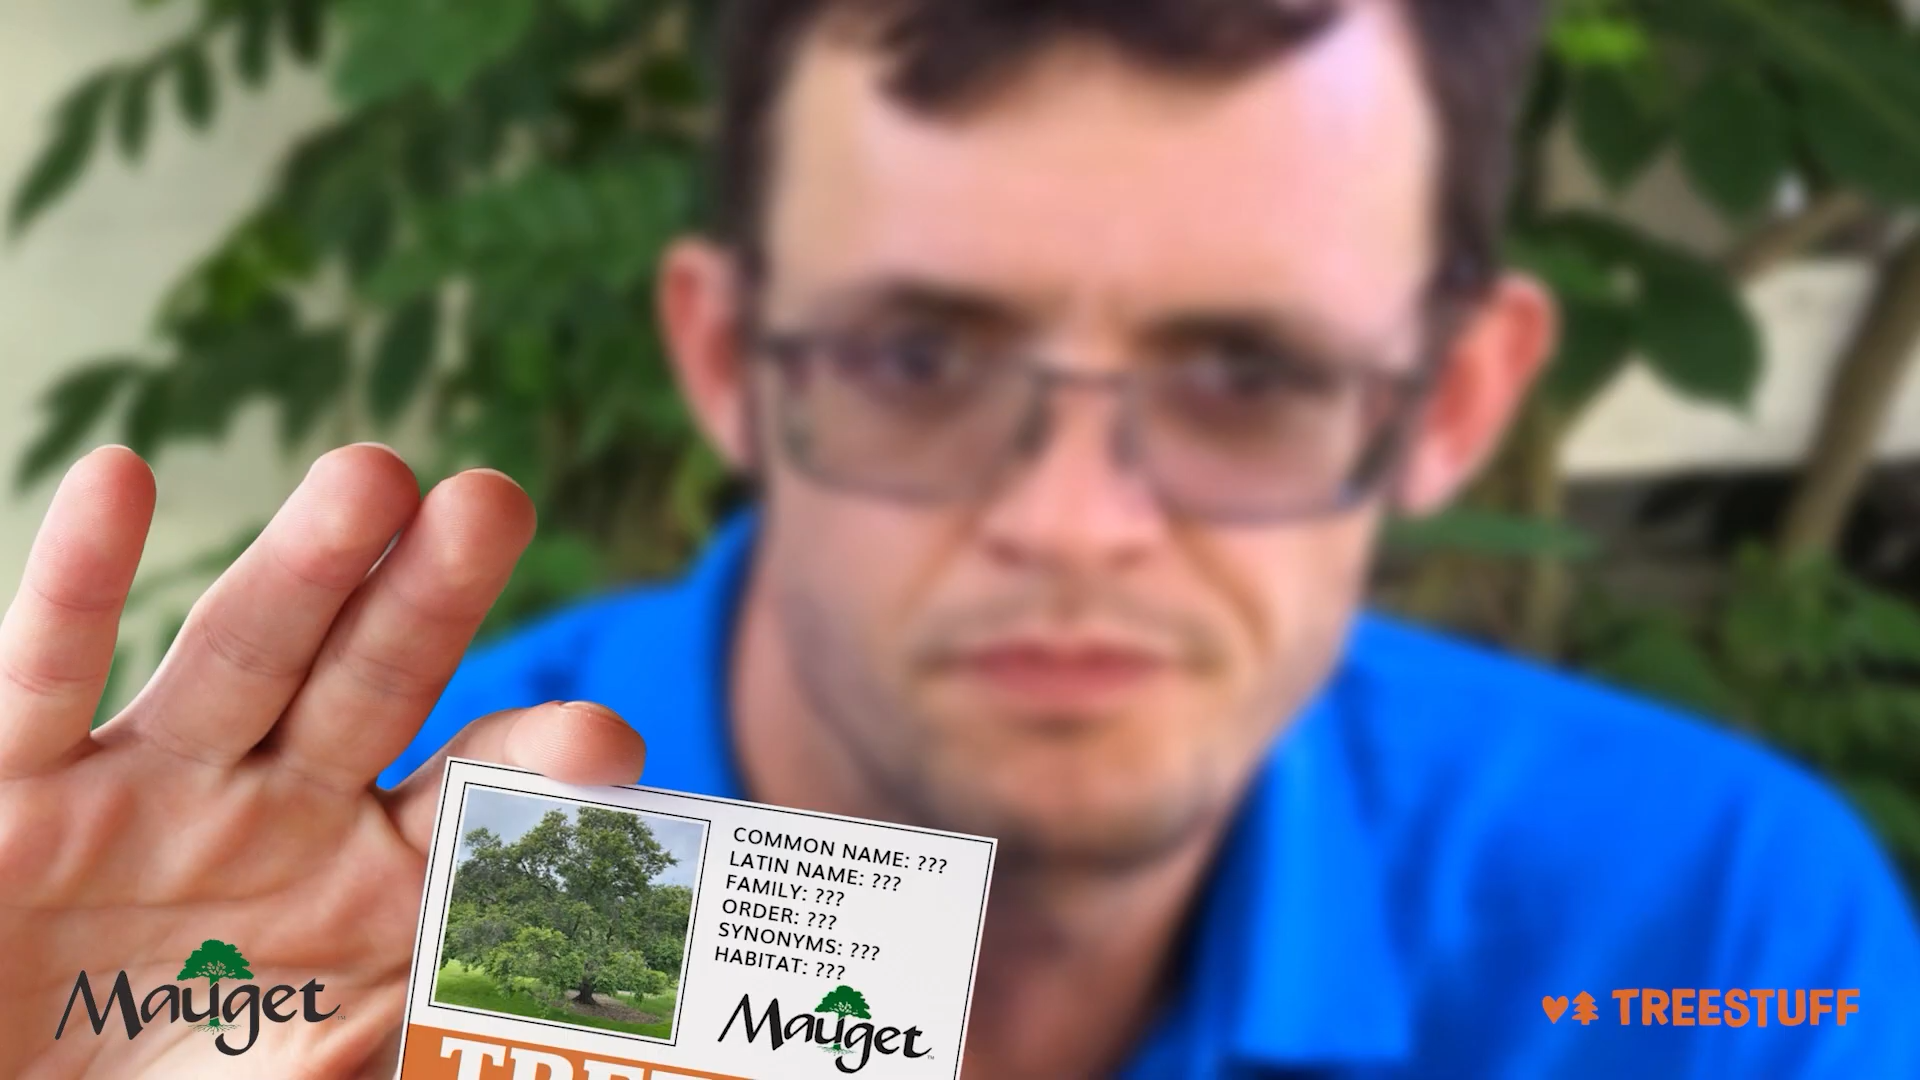 COMMON NAME: ???
LATIN NAME: ???
FAMILY: ???
ORDER: ???
SYNONYMS: ???
HABITAT: ???
Mauget
Mauget
TREESTUFF